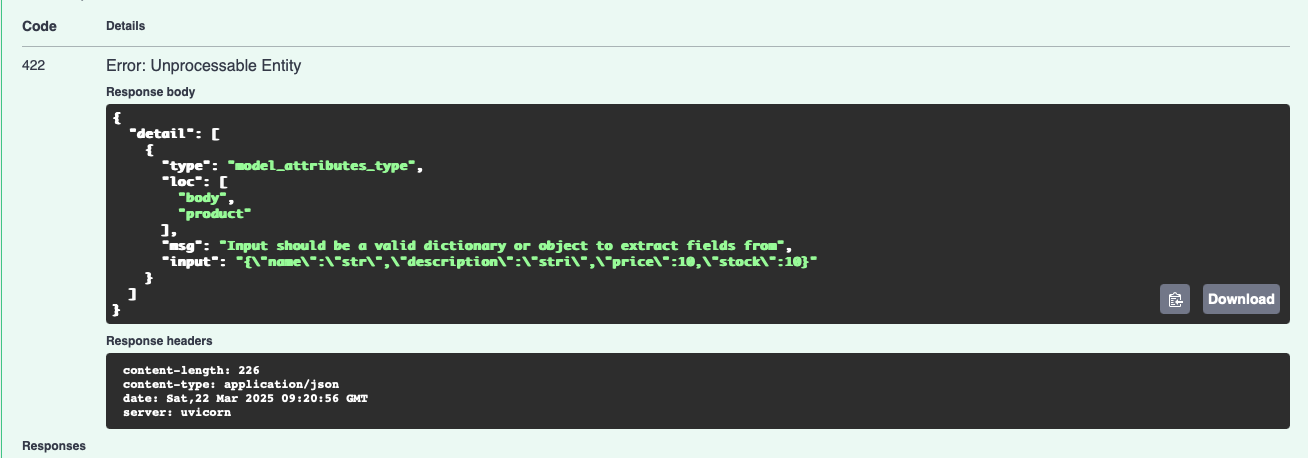 Code Details
422 Error: Unprocessable Entity
Response body
{
  "detail": [
    {
      "type": "model_attributes_type",
      "loc": [
        "body",
        "product"
      ],
      "msg": "Input should be a valid dictionary or object to extract fields from",
      "input": "{\"name\":\"str\",\"description\":\"stri\",\"price\":10,\"stock\":10}"
    }
  ]
}
Download
Response headers
content-length: 226
content-type: application/json
date: Sat,22 Mar 2025 09:20:56 GMT
server: uvicorn
Responses